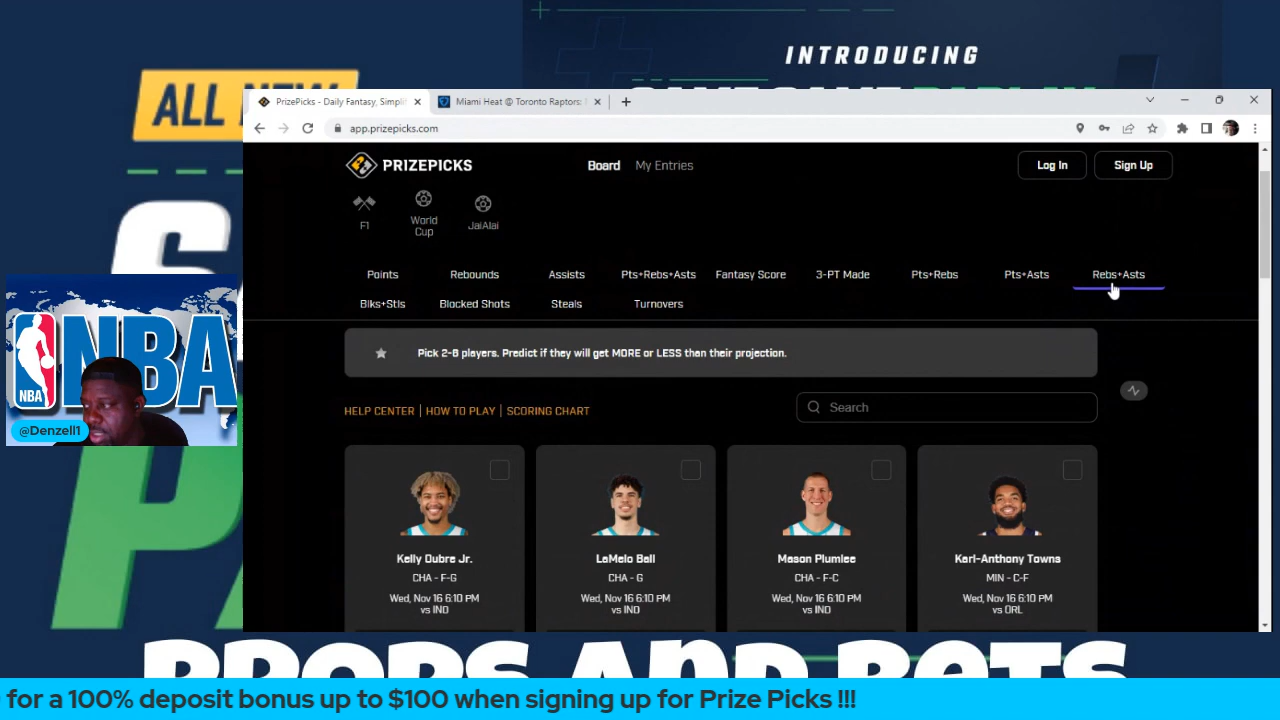 INTRODUCING
ALL NEW
PrizePicks - Daily Fantasy, Simpli
Miami Heat @ Toronto Raptors:
app.prizepicks.com
PRIZEPICKS
Board
My Entries
Log In
Sign Up
F1
World
Cup
JaiAlai
Points
Rebounds
Assists
Pts+Rebs+Asts
Fantasy Score
3-PT Made
Pts+Rebs
Pts+Asts
Rebs+Asts
Blks+Stls
Blocked Shots
Steals
Turnovers
Pick 2-6 players. Predict if they will get MORE or LESS than their projection.
HELP CENTER | HOW TO PLAY | SCORING CHART
Search
Kelly Oubre Jr.
CHA - F-G
Wed, Nov 16 6:10 PM
vs IND
LaMelo Ball
CHA - G
Wed, Nov 16 6:10 PM
vs IND
Mason Plumlee
CHA - F-C
Wed, Nov 16 6:10 PM
vs IND
Karl-Anthony Towns
MIN - C-F
Wed, Nov 16 6:10 PM
vs ORL
NBA
NBA
@Denzell1
PROPS AND BETS
for a 100% deposit bonus up to $100 when signing up for Prize Picks !!!